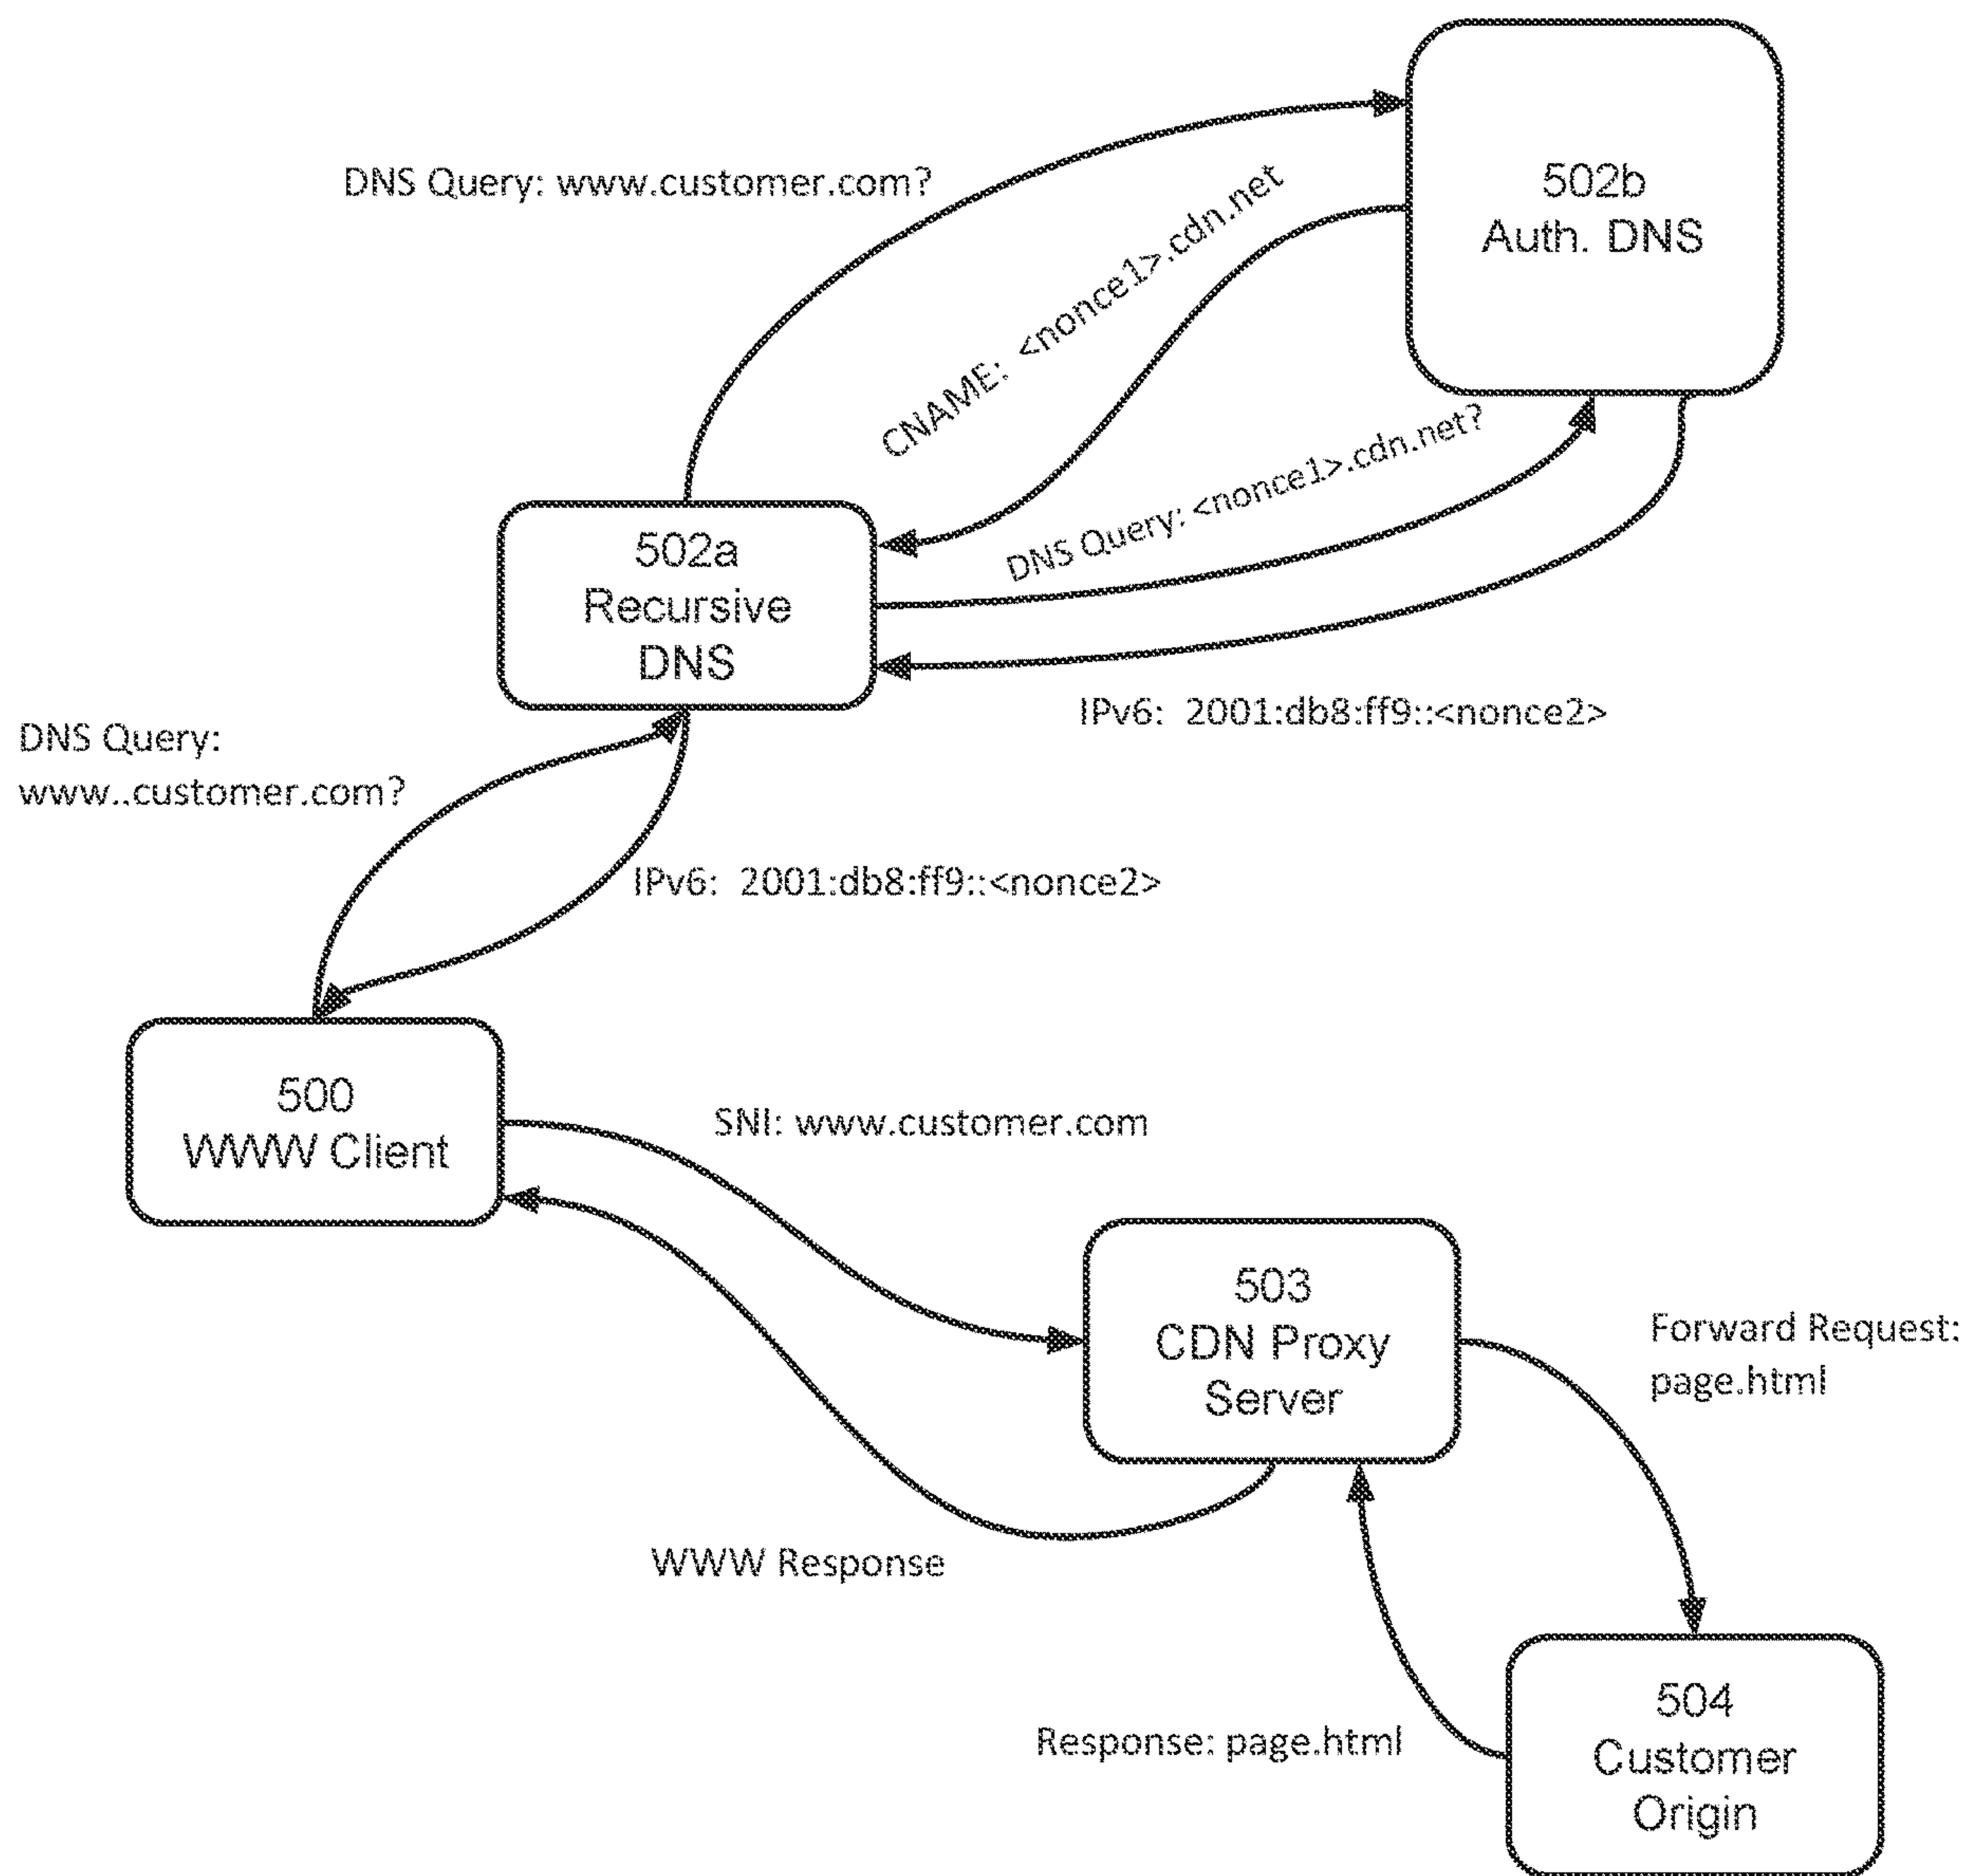 DNS Query: www.customer.com?
502b
Auth. DNS
CNAME: <nonce1>.cdn.net
DNS Query: <nonce1>.cdn.net?
502a
Recursive
DNS
IPv6: 2001:db8:ff9::<nonce2>
DNS Query:
www..customer.com?
IPv6: 2001:db8:ff9::<nonce2>
500
WWW Client
SNI: www.customer.com
503
CDN Proxy
Server
Forward Request:
page.html
WWW Response
504
Customer
Origin
Response: page.html